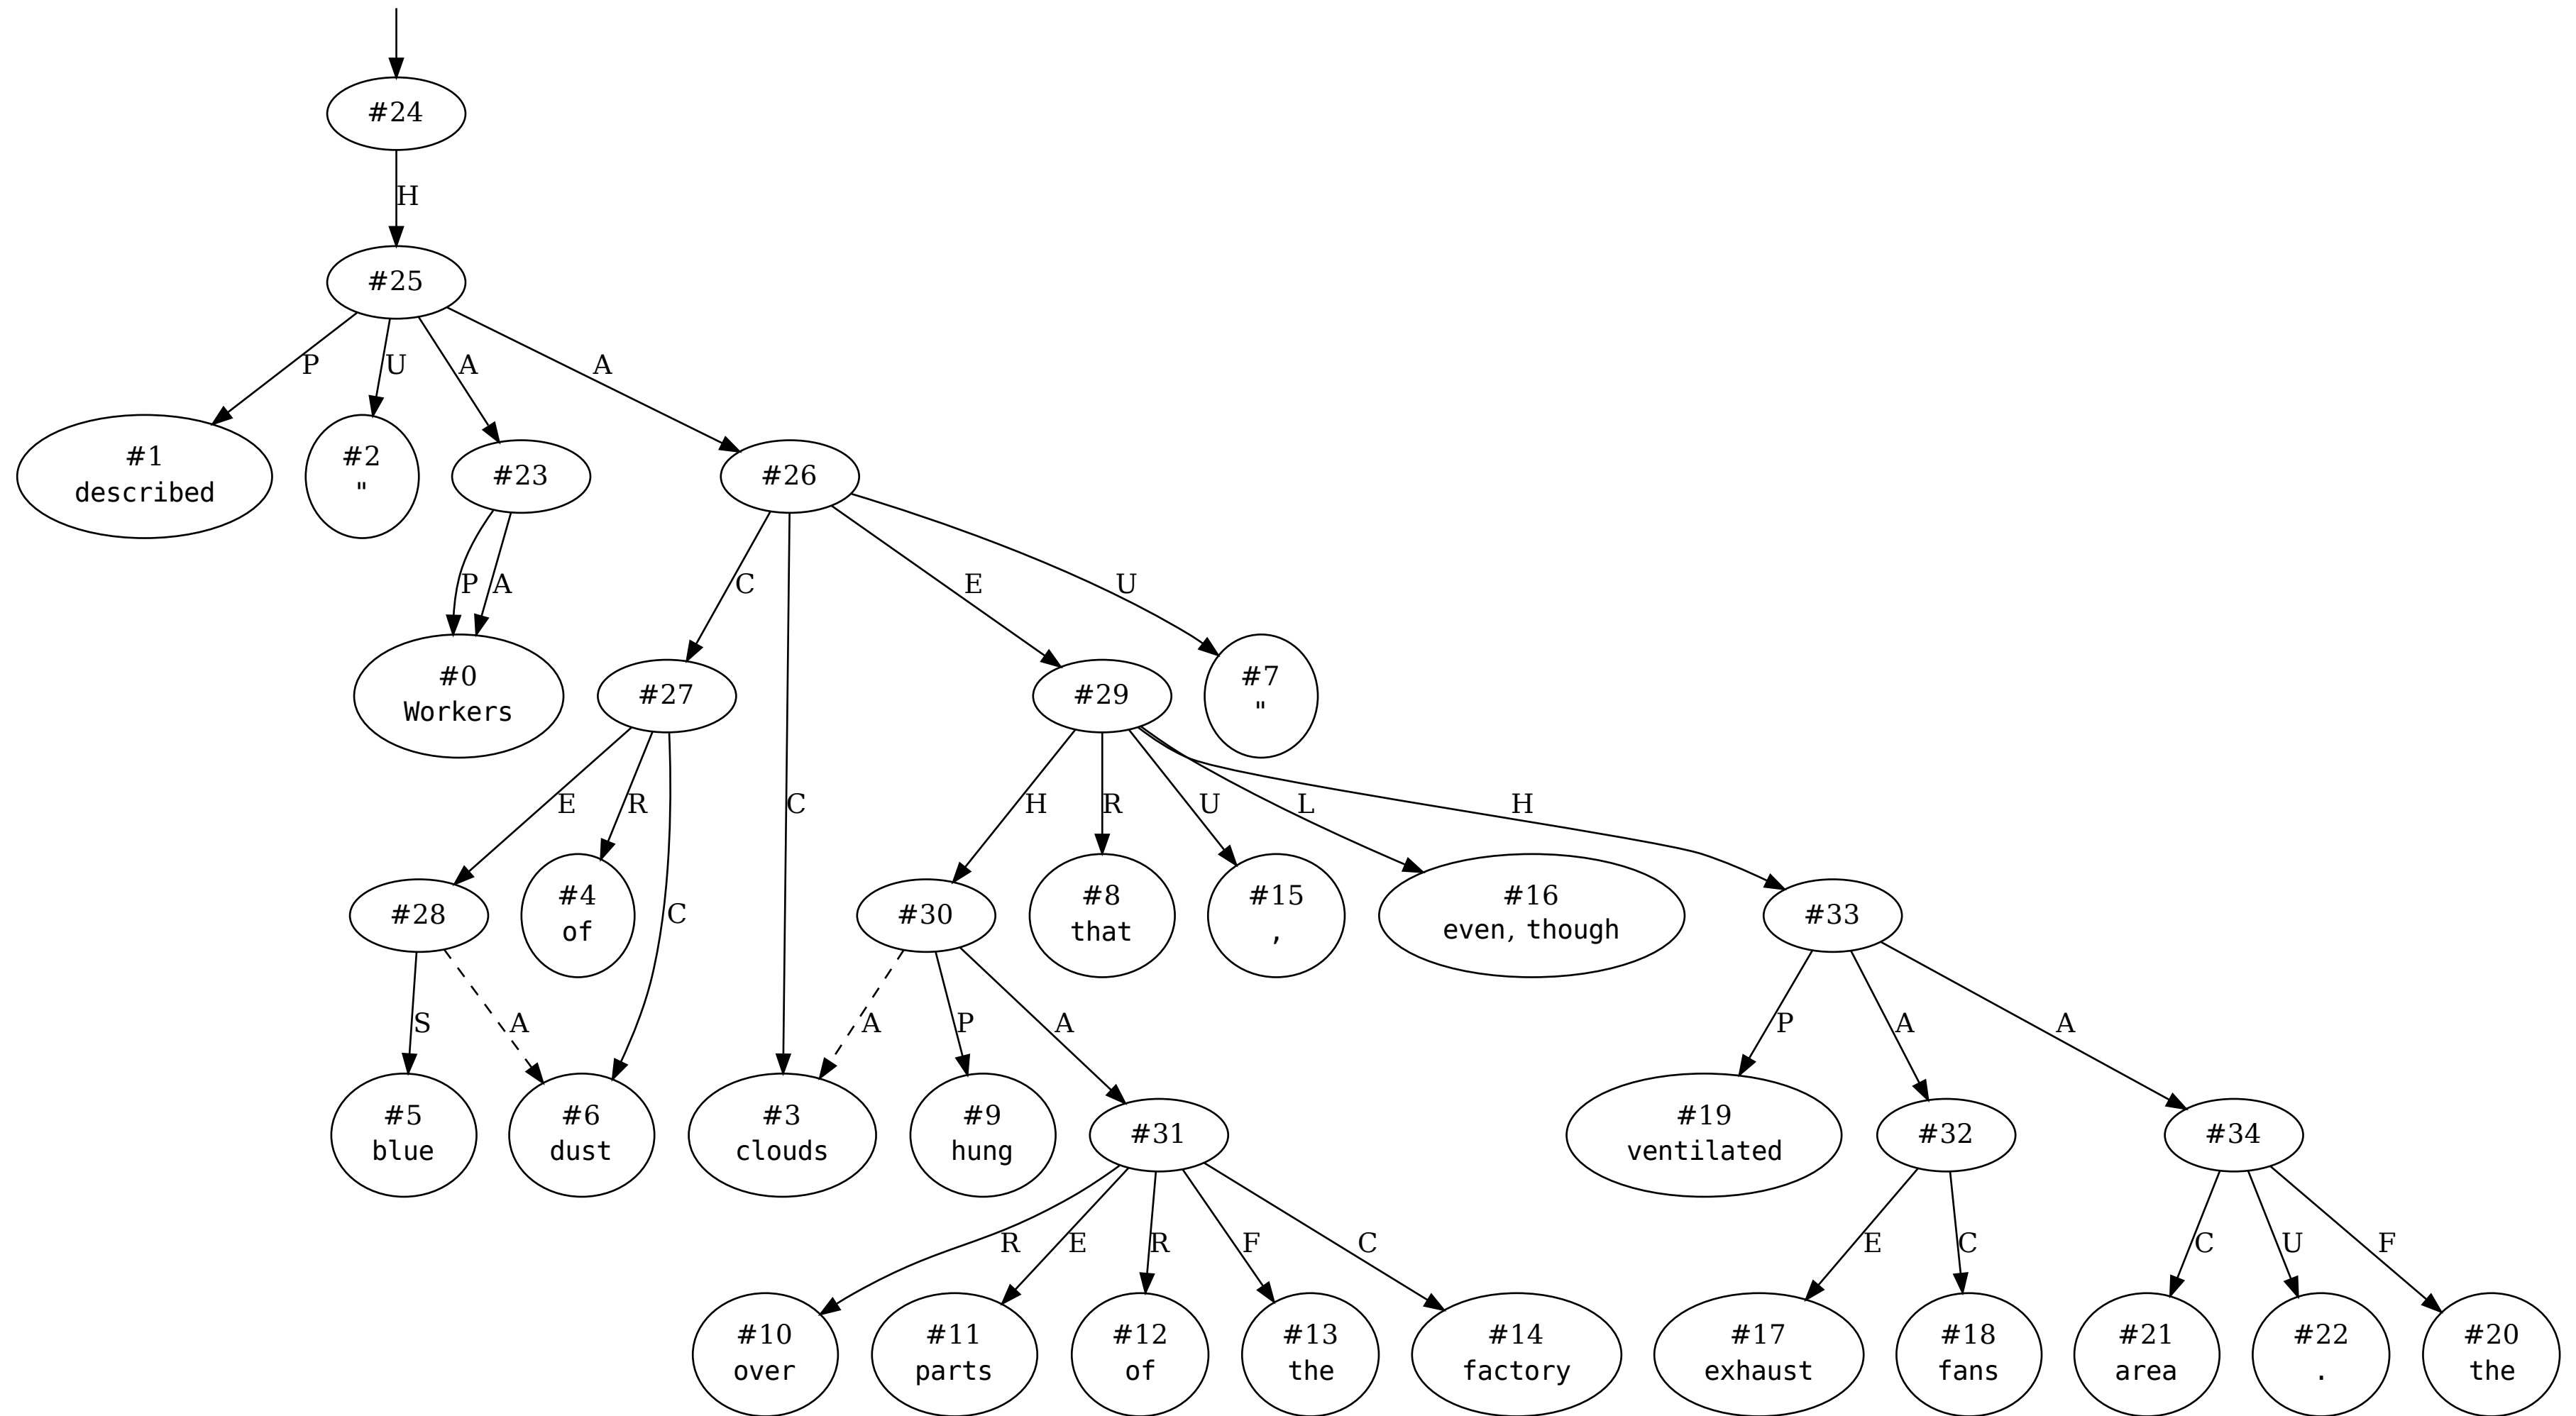 #24
H
#25
P U A A
#1 described
#2 "
#23
#26
P A C E U
#0 Workers
#27
#29
#7 "
E R C C H R U L H
#28
#4 of
#30
#8 that
#15 ,
#16 even, though
#33
S A A P A P A A
#5 blue
#6 dust
#3 clouds
#9 hung
#31
#19 ventilated
#32
#34
R E R F C E C C U F
#10 over
#11 parts
#12 of
#13 the
#14 factory
#17 exhaust
#18 fans
#21 area
#22 .
#20 the